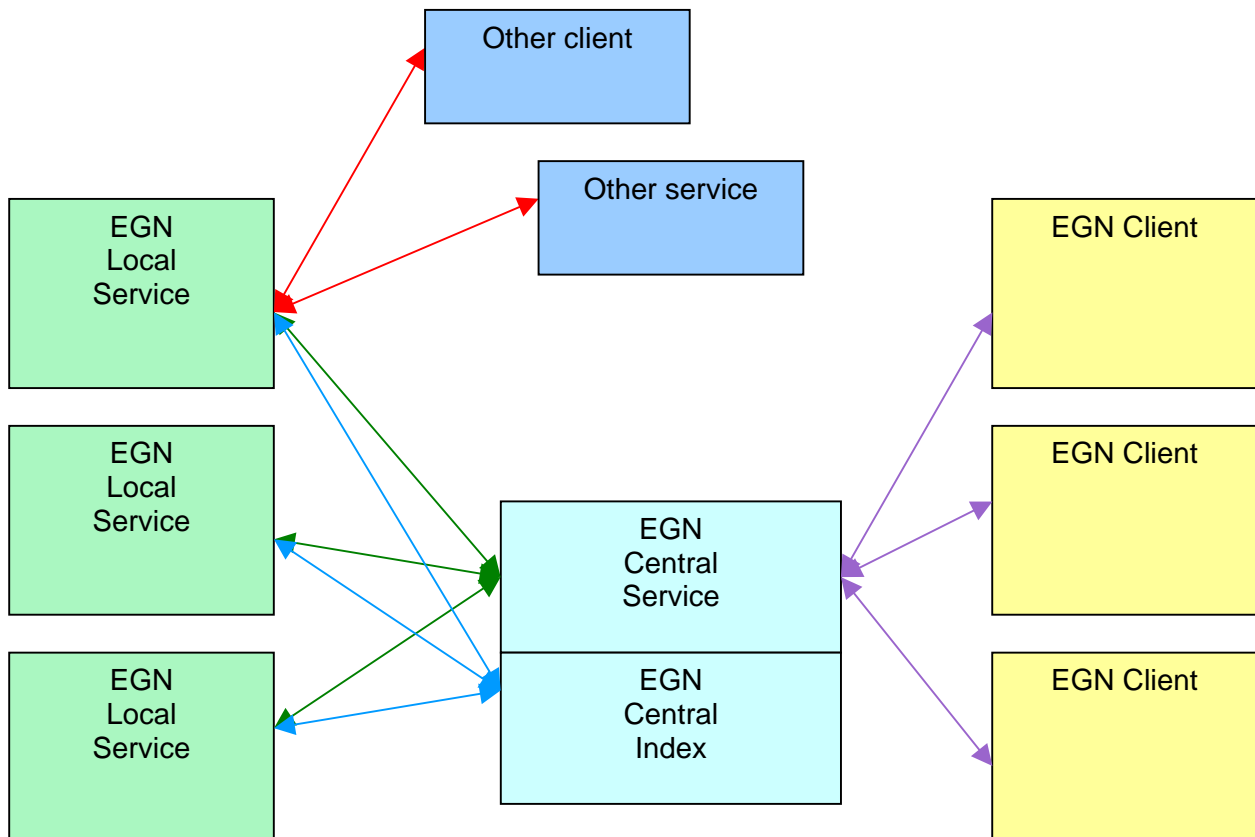 Other client
Other service
EGN
Local
Service
EGN Client
EGN
Local
Service
EGN Client
EGN
Central
Service
EGN
Local
Service
EGN
Central
Index
EGN Client